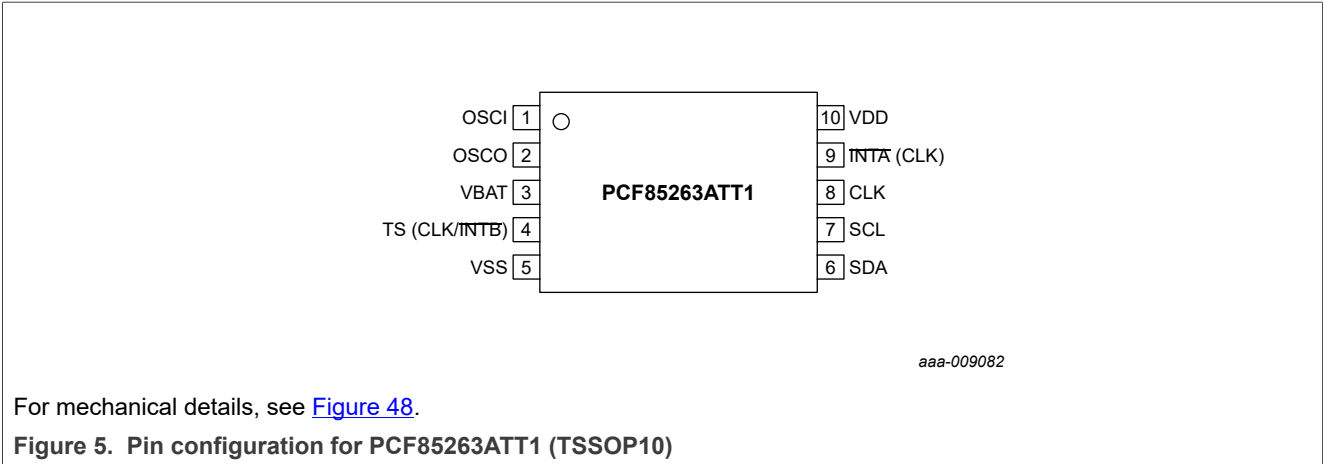 OSCI 1
OSCO 2
VBAT 3
TS (CLK/INTB) 4
VSS 5
PCF85263ATT1
10 VDD
9 INTA (CLK)
8 CLK
7 SCL
6 SDA
aaa-009082
For mechanical details, see Figure 48.
Figure 5. Pin configuration for PCF85263ATT1 (TSSOP10)